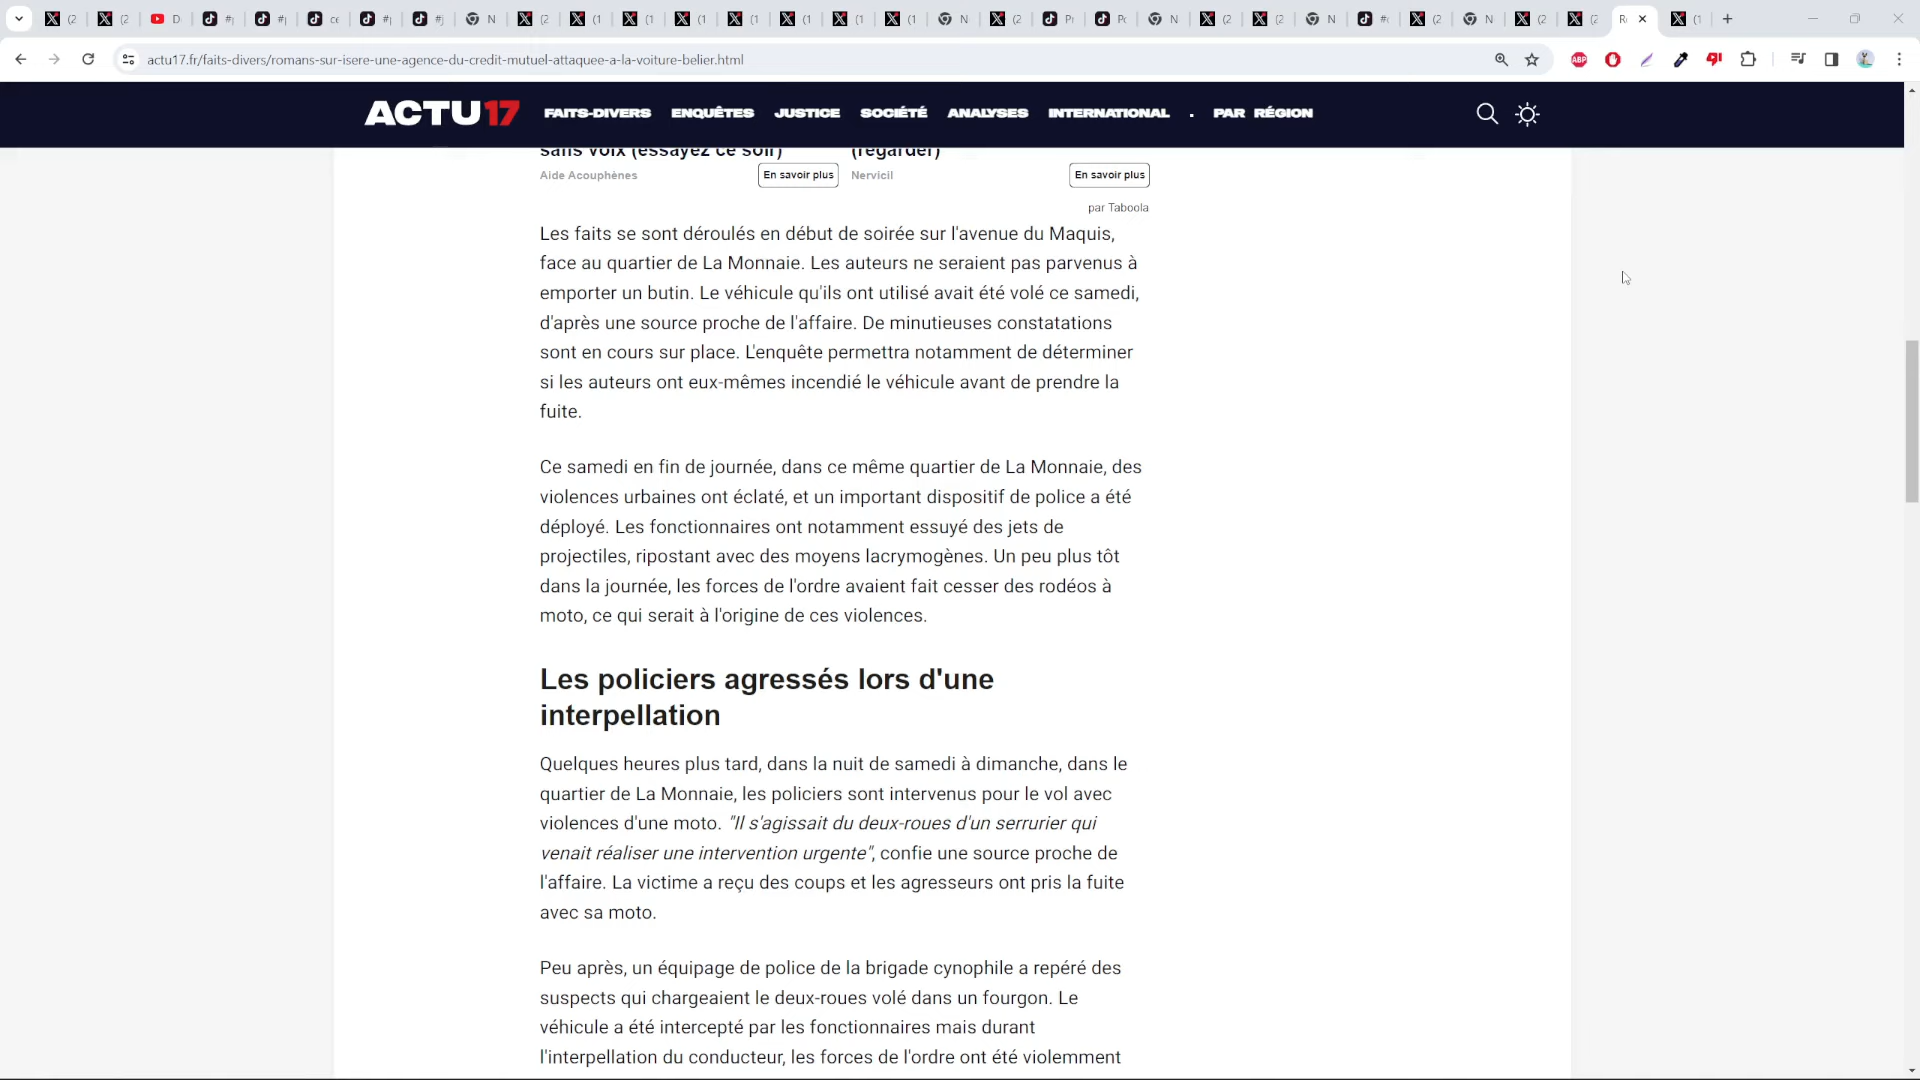 actu17.fr/faits-divers/romans-sur-isere-une-agence-du-credit-mutuel-attaquee-a-la-voiture-belier.html
ACTU17 FAITS-DIVERS ENQUÊTES JUSTICE SOCIÉTÉ ANALYSES INTERNATIONAL . PAR RÉGION
sans voix (essayez ce soir) (regarder)
Aide Acouphènes En savoir plus Nervicil En savoir plus
par Taboola
Les faits se sont déroulés en début de soirée sur l'avenue du Maquis,
face au quartier de La Monnaie. Les auteurs ne seraient pas parvenus à
emporter un butin. Le véhicule qu'ils ont utilisé avait été volé ce samedi,
d'après une source proche de l'affaire. De minutieuses constatations
sont en cours sur place. L'enquête permettra notamment de déterminer
si les auteurs ont eux-mêmes incendié le véhicule avant de prendre la
fuite.
Ce samedi en fin de journée, dans ce même quartier de La Monnaie, des
violences urbaines ont éclaté, et un important dispositif de police a été
déployé. Les fonctionnaires ont notamment essuyé des jets de
projectiles, ripostant avec des moyens lacrymogènes. Un peu plus tôt
dans la journée, les forces de l'ordre avaient fait cesser des rodéos à
moto, ce qui serait à l'origine de ces violences.
Les policiers agressés lors d'une
interpellation
Quelques heures plus tard, dans la nuit de samedi à dimanche, dans le
quartier de La Monnaie, les policiers sont intervenus pour le vol avec
violences d'une moto. "Il s'agissait du deux-roues d'un serrurier qui
venait réaliser une intervention urgente", confie une source proche de
l'affaire. La victime a reçu des coups et les agresseurs ont pris la fuite
avec sa moto.
Peu après, un équipage de police de la brigade cynophile a repéré des
suspects qui chargeaient le deux-roues volé dans un fourgon. Le
véhicule a été intercepté par les fonctionnaires mais durant
l'interpellation du conducteur, les forces de l'ordre ont été violemment